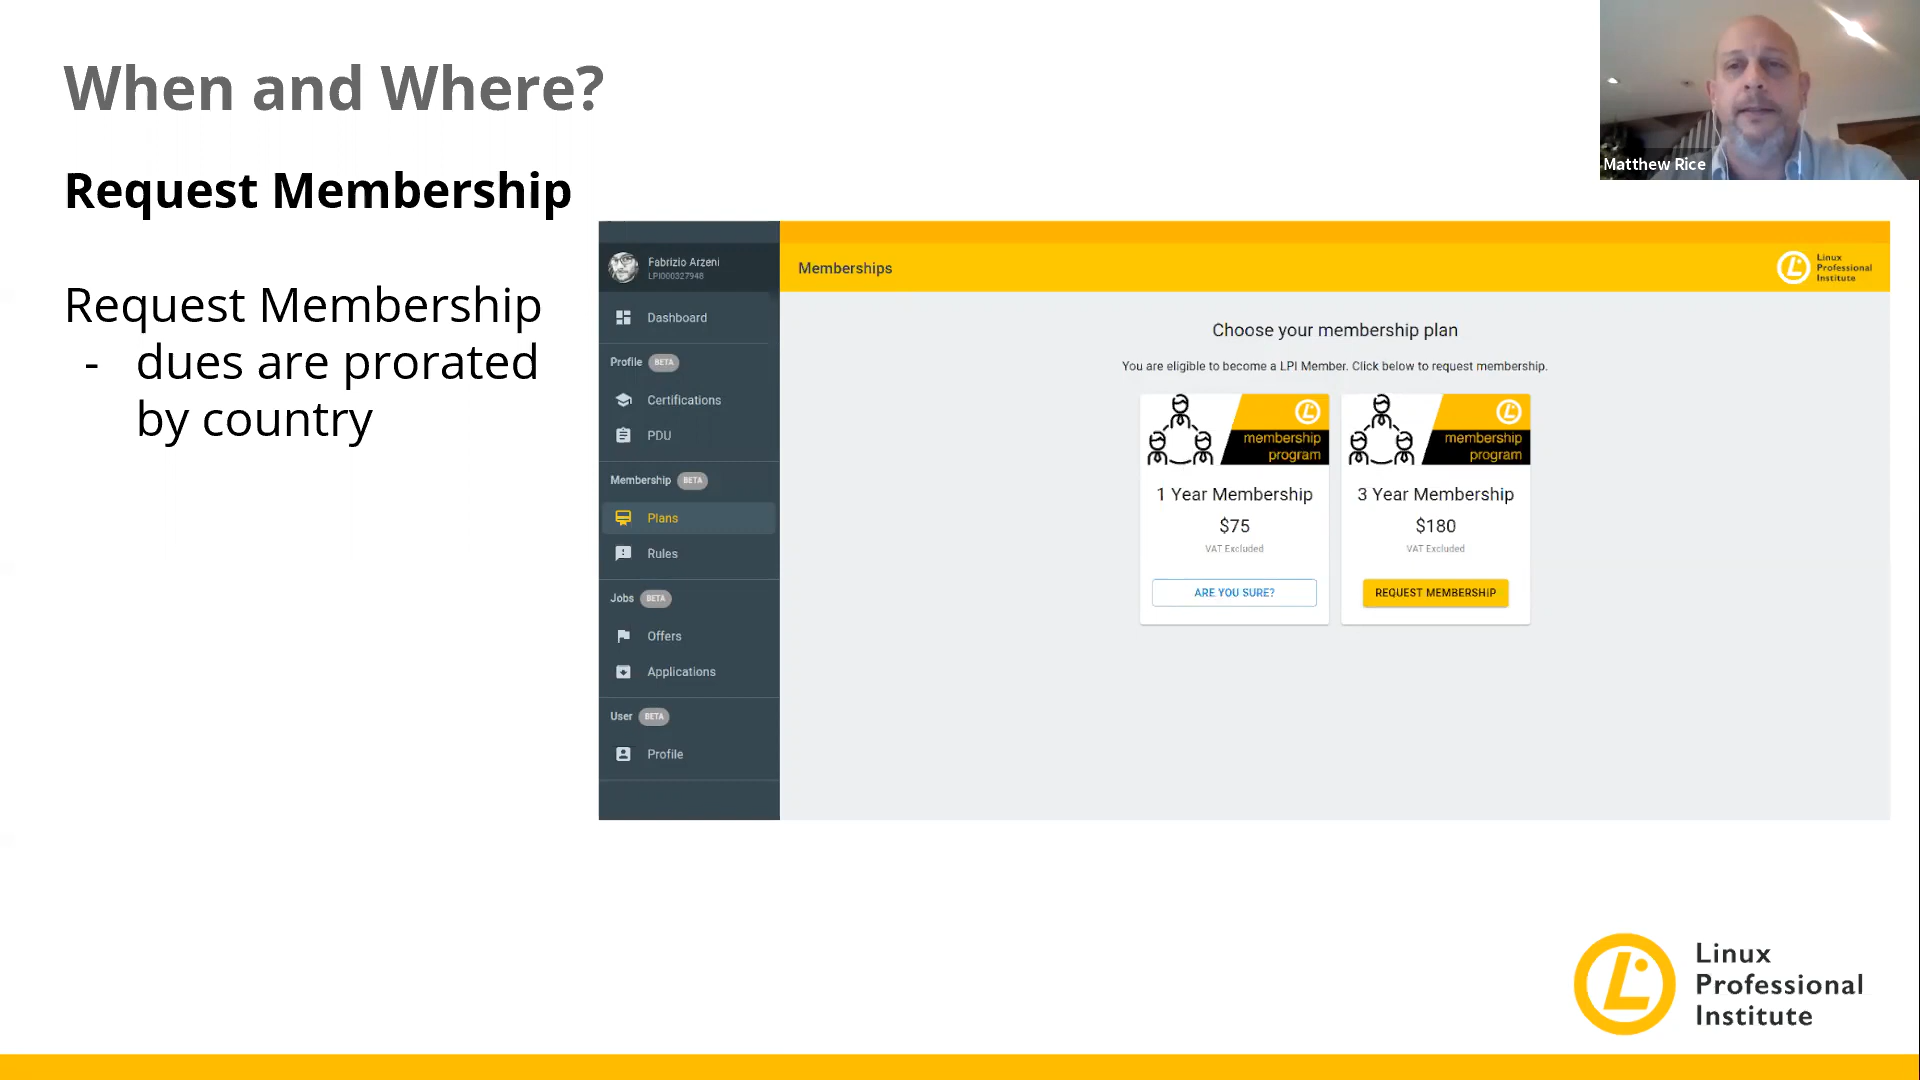 When and Where?
Matthew Rice
Request Membership
Request Membership
- dues are prorated
by country
Fabrizio Arzeni
LPI000327948
Dashboard
Profile BETA
Certifications
PDU
Membership BETA
Plans
Rules
Jobs BETA
Offers
Applications
User BETA
Profile
Memberships
Linux
Professional
Institute
Choose your membership plan
You are eligible to become a LPI Member. Click below to request membership.
membership
program
1 Year Membership
$75
VAT Excluded
ARE YOU SURE?
membership
program
3 Year Membership
$180
VAT Excluded
REQUEST MEMBERSHIP
Linux
Professional
Institute